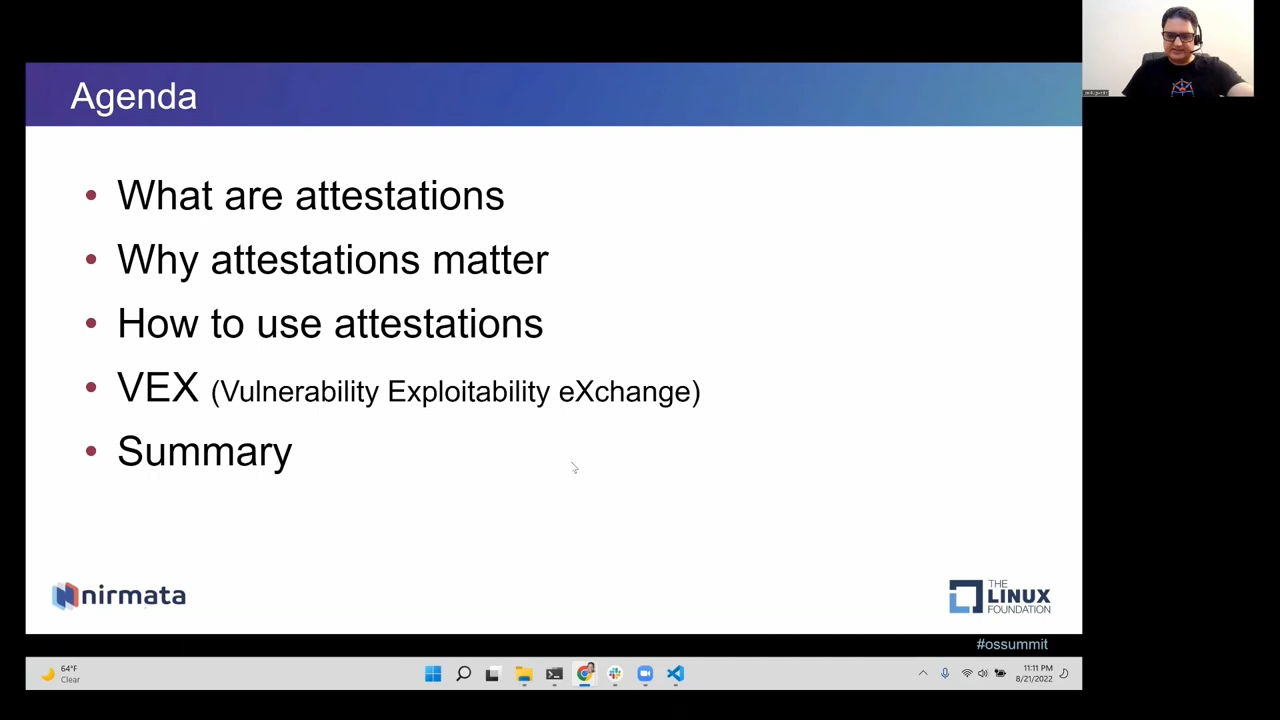 Agenda
• What are attestations
• Why attestations matter
• How to use attestations
• VEX (Vulnerability Exploitability eXchange)
• Summary
nirmata
THE
LINUX
FOUNDATION
#ossummit
64°F
Clear
11:11 PM
8/21/2022